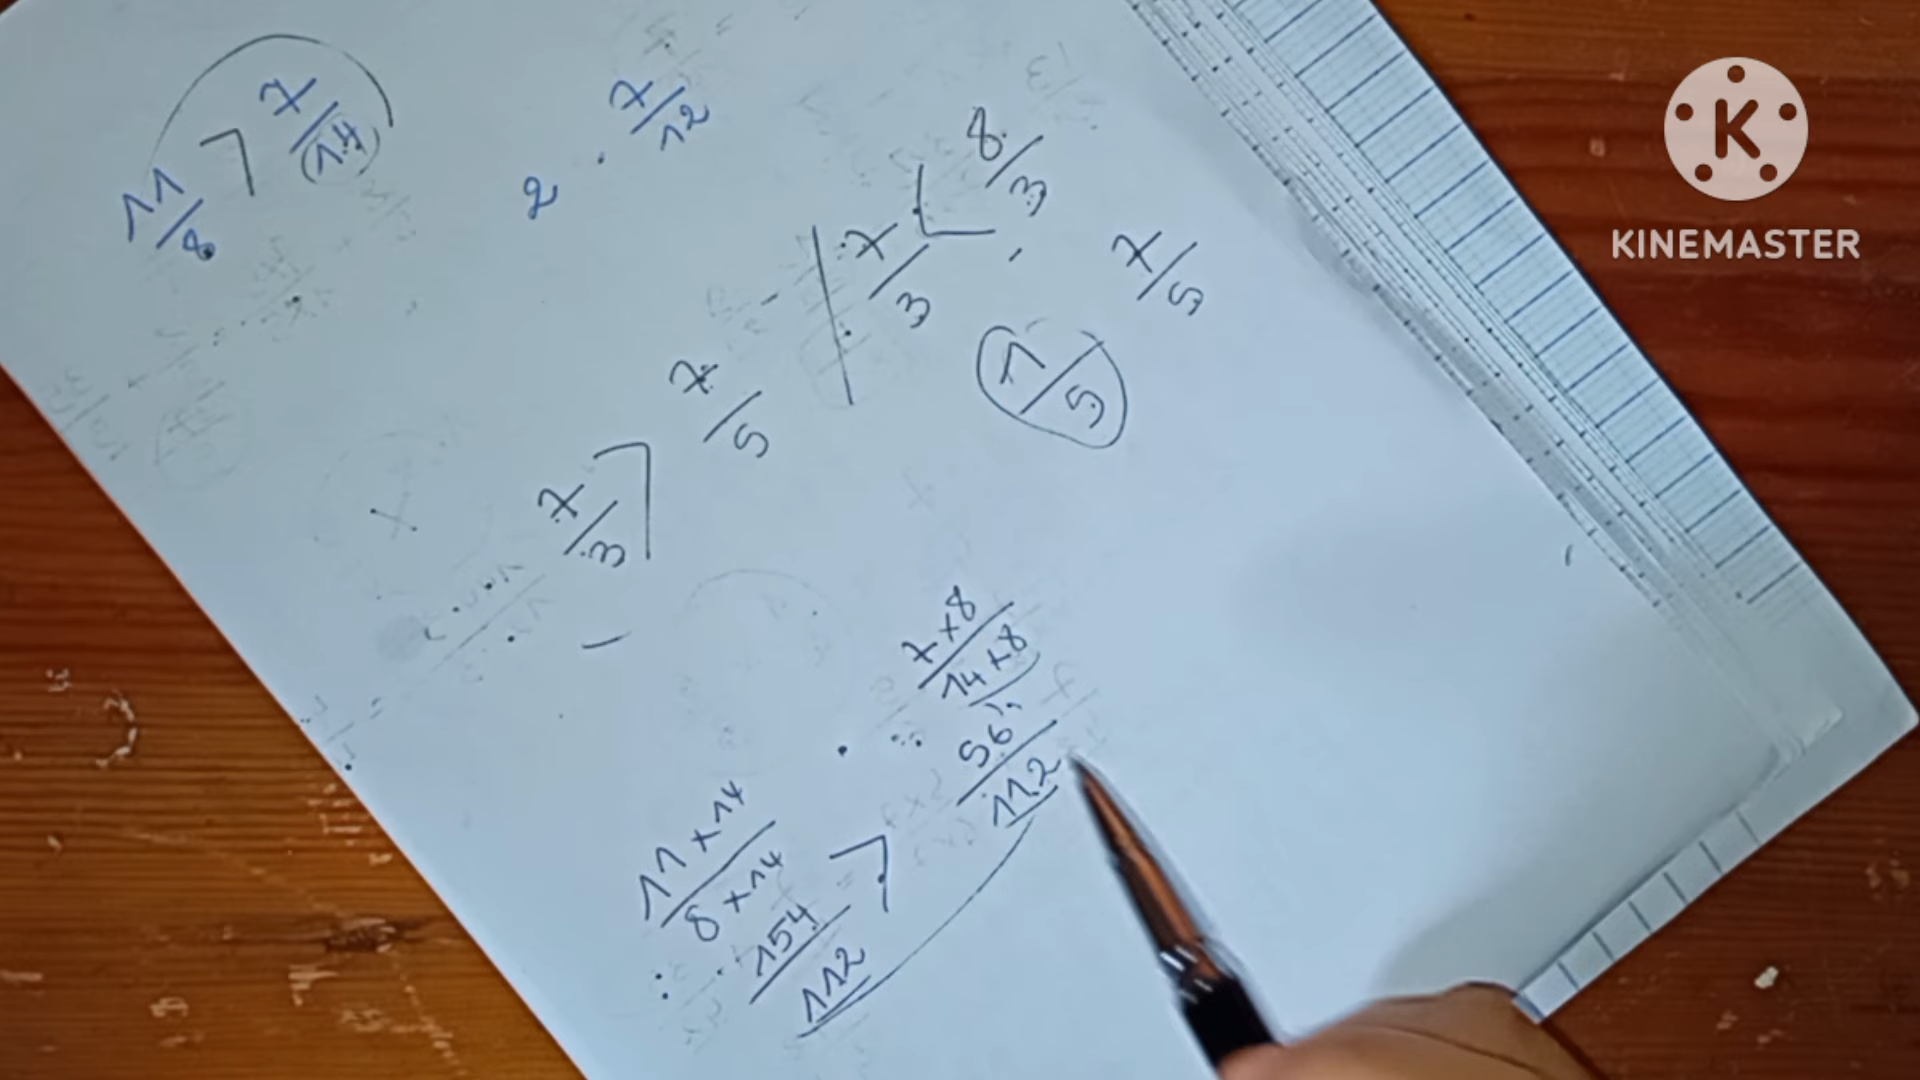 11/8 > 7/14
2 . 7/12
7/3 < 8/3
7/5
7/5
7/3 > 7/5
7×8/14×8
56/112
11×14/8×14
154/112 >
K
KINEMASTER